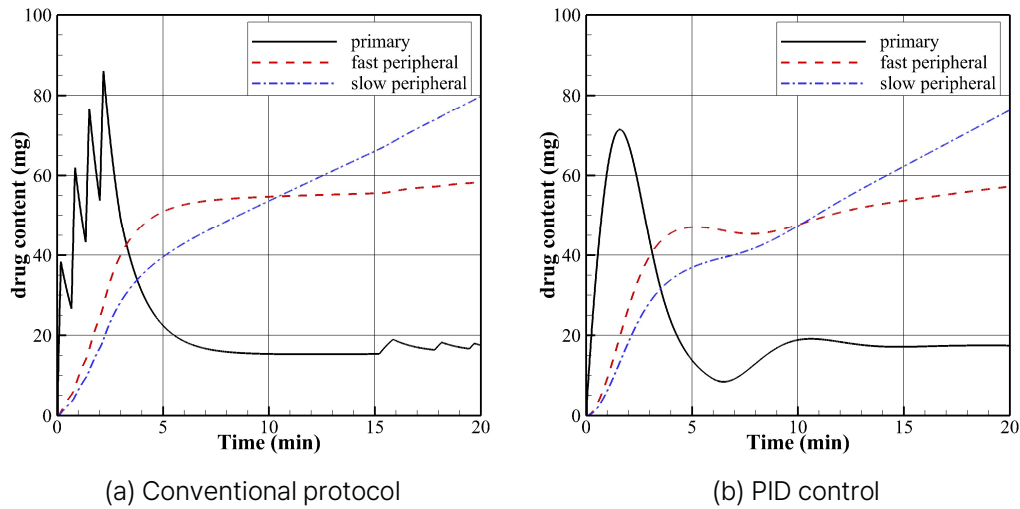 100
80
60
40
20
0
drug content (mg)
primary
fast peripheral
slow peripheral
0
5
10
15
20
Time (min)
(a) Conventional protocol
100
80
60
40
20
0
drug content (mg)
primary
fast peripheral
slow peripheral
0
5
10
15
20
Time (min)
(b) PID control